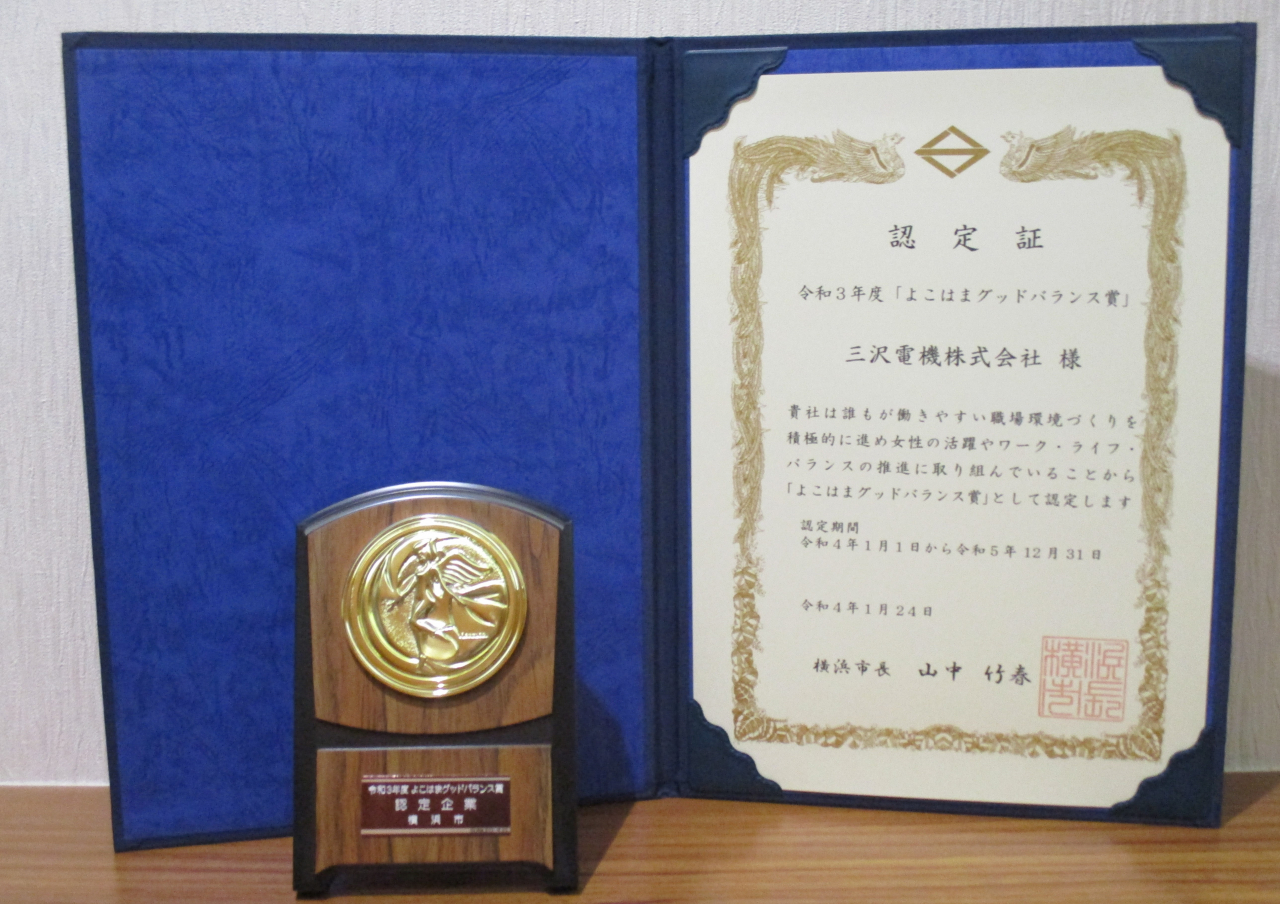 認定証
令和3年度「よこはまグッドバランス賞」
三沢電機株式会社 様
貴社は誰もが働きやすい職場環境づくりを
積極的に進め女性の活躍やワーク・ライフ・
バランスの推進に取り組んでいることから
「よこはまグッドバランス賞」として認定します
認定期間
令和4年1月1日から令和5年12月31日
令和4年1月24日
横浜市長 山中 竹春
横浜市長
令和3年度 よこはまグッドバランス賞
認定企業
横浜市